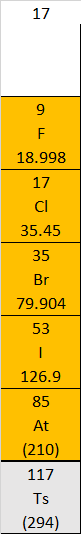 17
9
F
18.998
17
Cl
35.45
35
Br
79.904
53
I
126.9
85
At
(210)
117
Ts
(294)